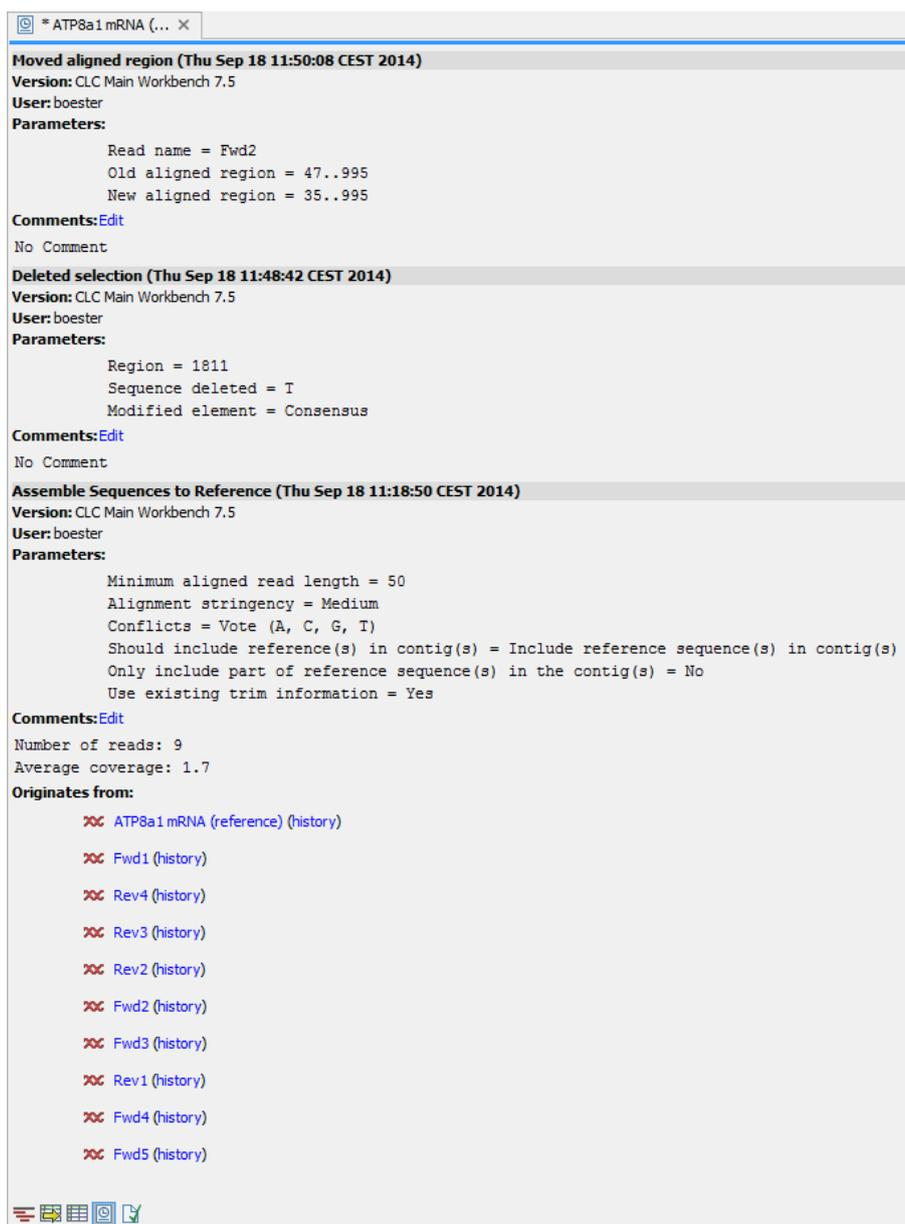 * ATP8a1 mRNA (...
Moved aligned region (Thu Sep 18 11:50:08 CEST 2014)
Version: CLC Main Workbench 7.5
User: boester
Parameters:
Read name = Fwd2
Old aligned region = 47..995
New aligned region = 35..995
Comments:Edit
No Comment
Deleted selection (Thu Sep 18 11:48:42 CEST 2014)
Version: CLC Main Workbench 7.5
User: boester
Parameters:
Region = 1811
Sequence deleted = T
Modified element = Consensus
Comments:Edit
No Comment
Assemble Sequences to Reference (Thu Sep 18 11:18:50 CEST 2014)
Version: CLC Main Workbench 7.5
User: boester
Parameters:
Minimum aligned read length = 50
Alignment stringency = Medium
Conflicts = Vote (A, C, G, T)
Should include reference(s) in contig(s) = Include reference sequence(s) in contig(s)
Only include part of reference sequence(s) in the contig(s) = No
Use existing trim information = Yes
Comments:Edit
Number of reads: 9
Average coverage: 1.7
Originates from:
ATP8a1 mRNA (reference) (history)
Fwd1 (history)
Rev4 (history)
Rev3 (history)
Rev2 (history)
Fwd2 (history)
Fwd3 (history)
Rev1 (history)
Fwd4 (history)
Fwd5 (history)